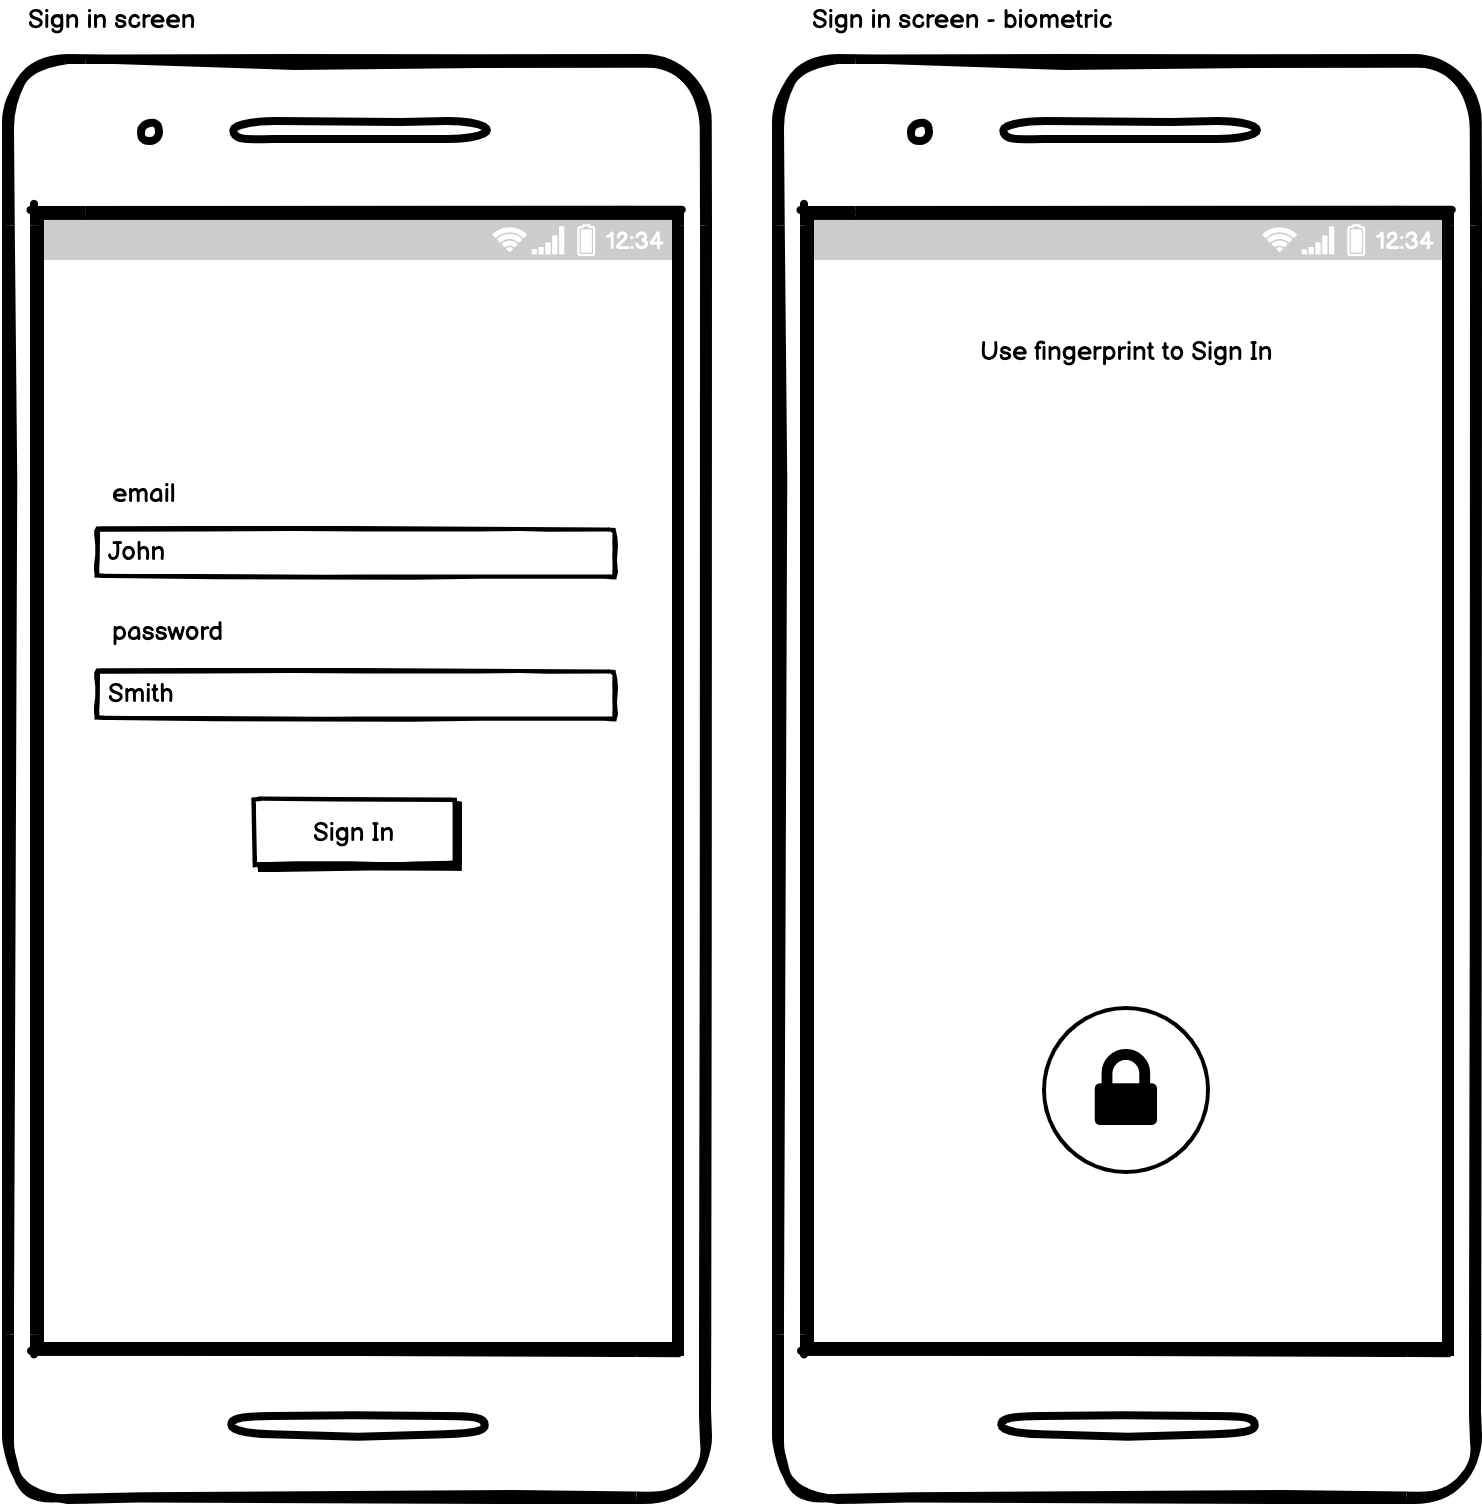 Sign in screen
12:34
email
John
password
Smith
Sign In
Sign in screen - biometric
12:34
Use fingerprint to Sign In